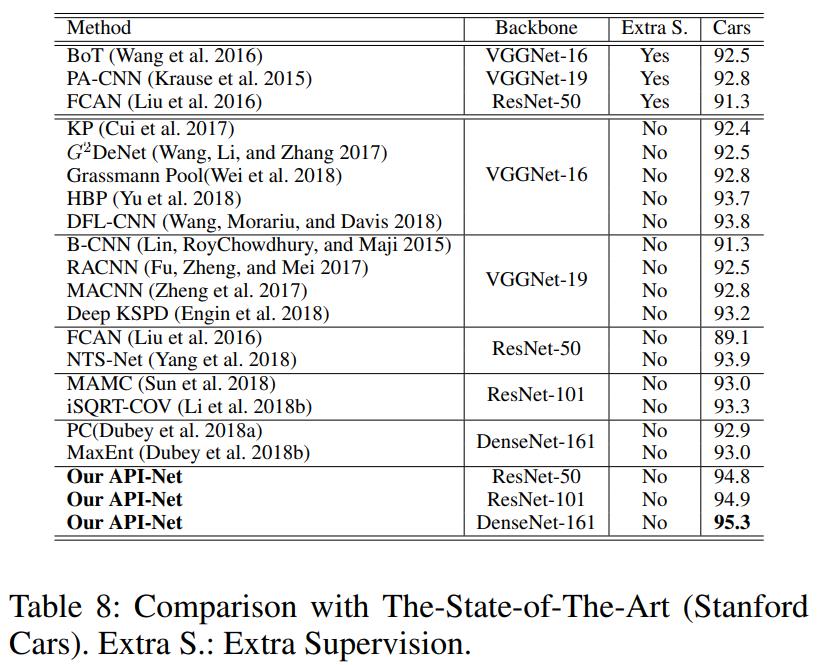 Method Backbone Extra S. Cars
BoT (Wang et al. 2016) VGGNet-16 Yes 92.5
PA-CNN (Krause et al. 2015) VGGNet-19 Yes 92.8
FCAN (Liu et al. 2016) ResNet-50 Yes 91.3
KP (Cui et al. 2017) No 92.4
G²DeNet (Wang, Li, and Zhang 2017) No 92.5
Grassmann Pool(Wei et al. 2018) VGGNet-16 No 92.8
HBP (Yu et al. 2018) No 93.7
DFL-CNN (Wang, Morariu, and Davis 2018) No 93.8
B-CNN (Lin, RoyChowdhury, and Maji 2015) No 91.3
RACNN (Fu, Zheng, and Mei 2017) No 92.5
VGGNet-19
MACNN (Zheng et al. 2017) No 92.8
Deep KSPD (Engin et al. 2018) No 93.2
FCAN (Liu et al. 2016) No 89.1
ResNet-50
NTS-Net (Yang et al. 2018) No 93.9
MAMC (Sun et al. 2018) No 93.0
ResNet-101
iSQRT-COV (Li et al. 2018b) No 93.3
PC(Dubey et al. 2018a) No 92.9
DenseNet-161
MaxEnt (Dubey et al. 2018b) No 93.0
Our API-Net ResNet-50 No 94.8
Our API-Net ResNet-101 No 94.9
Our API-Net DenseNet-161 No 95.3
Table 8: Comparison with The-State-of-The-Art (Stanford
Cars). Extra S.: Extra Supervision.